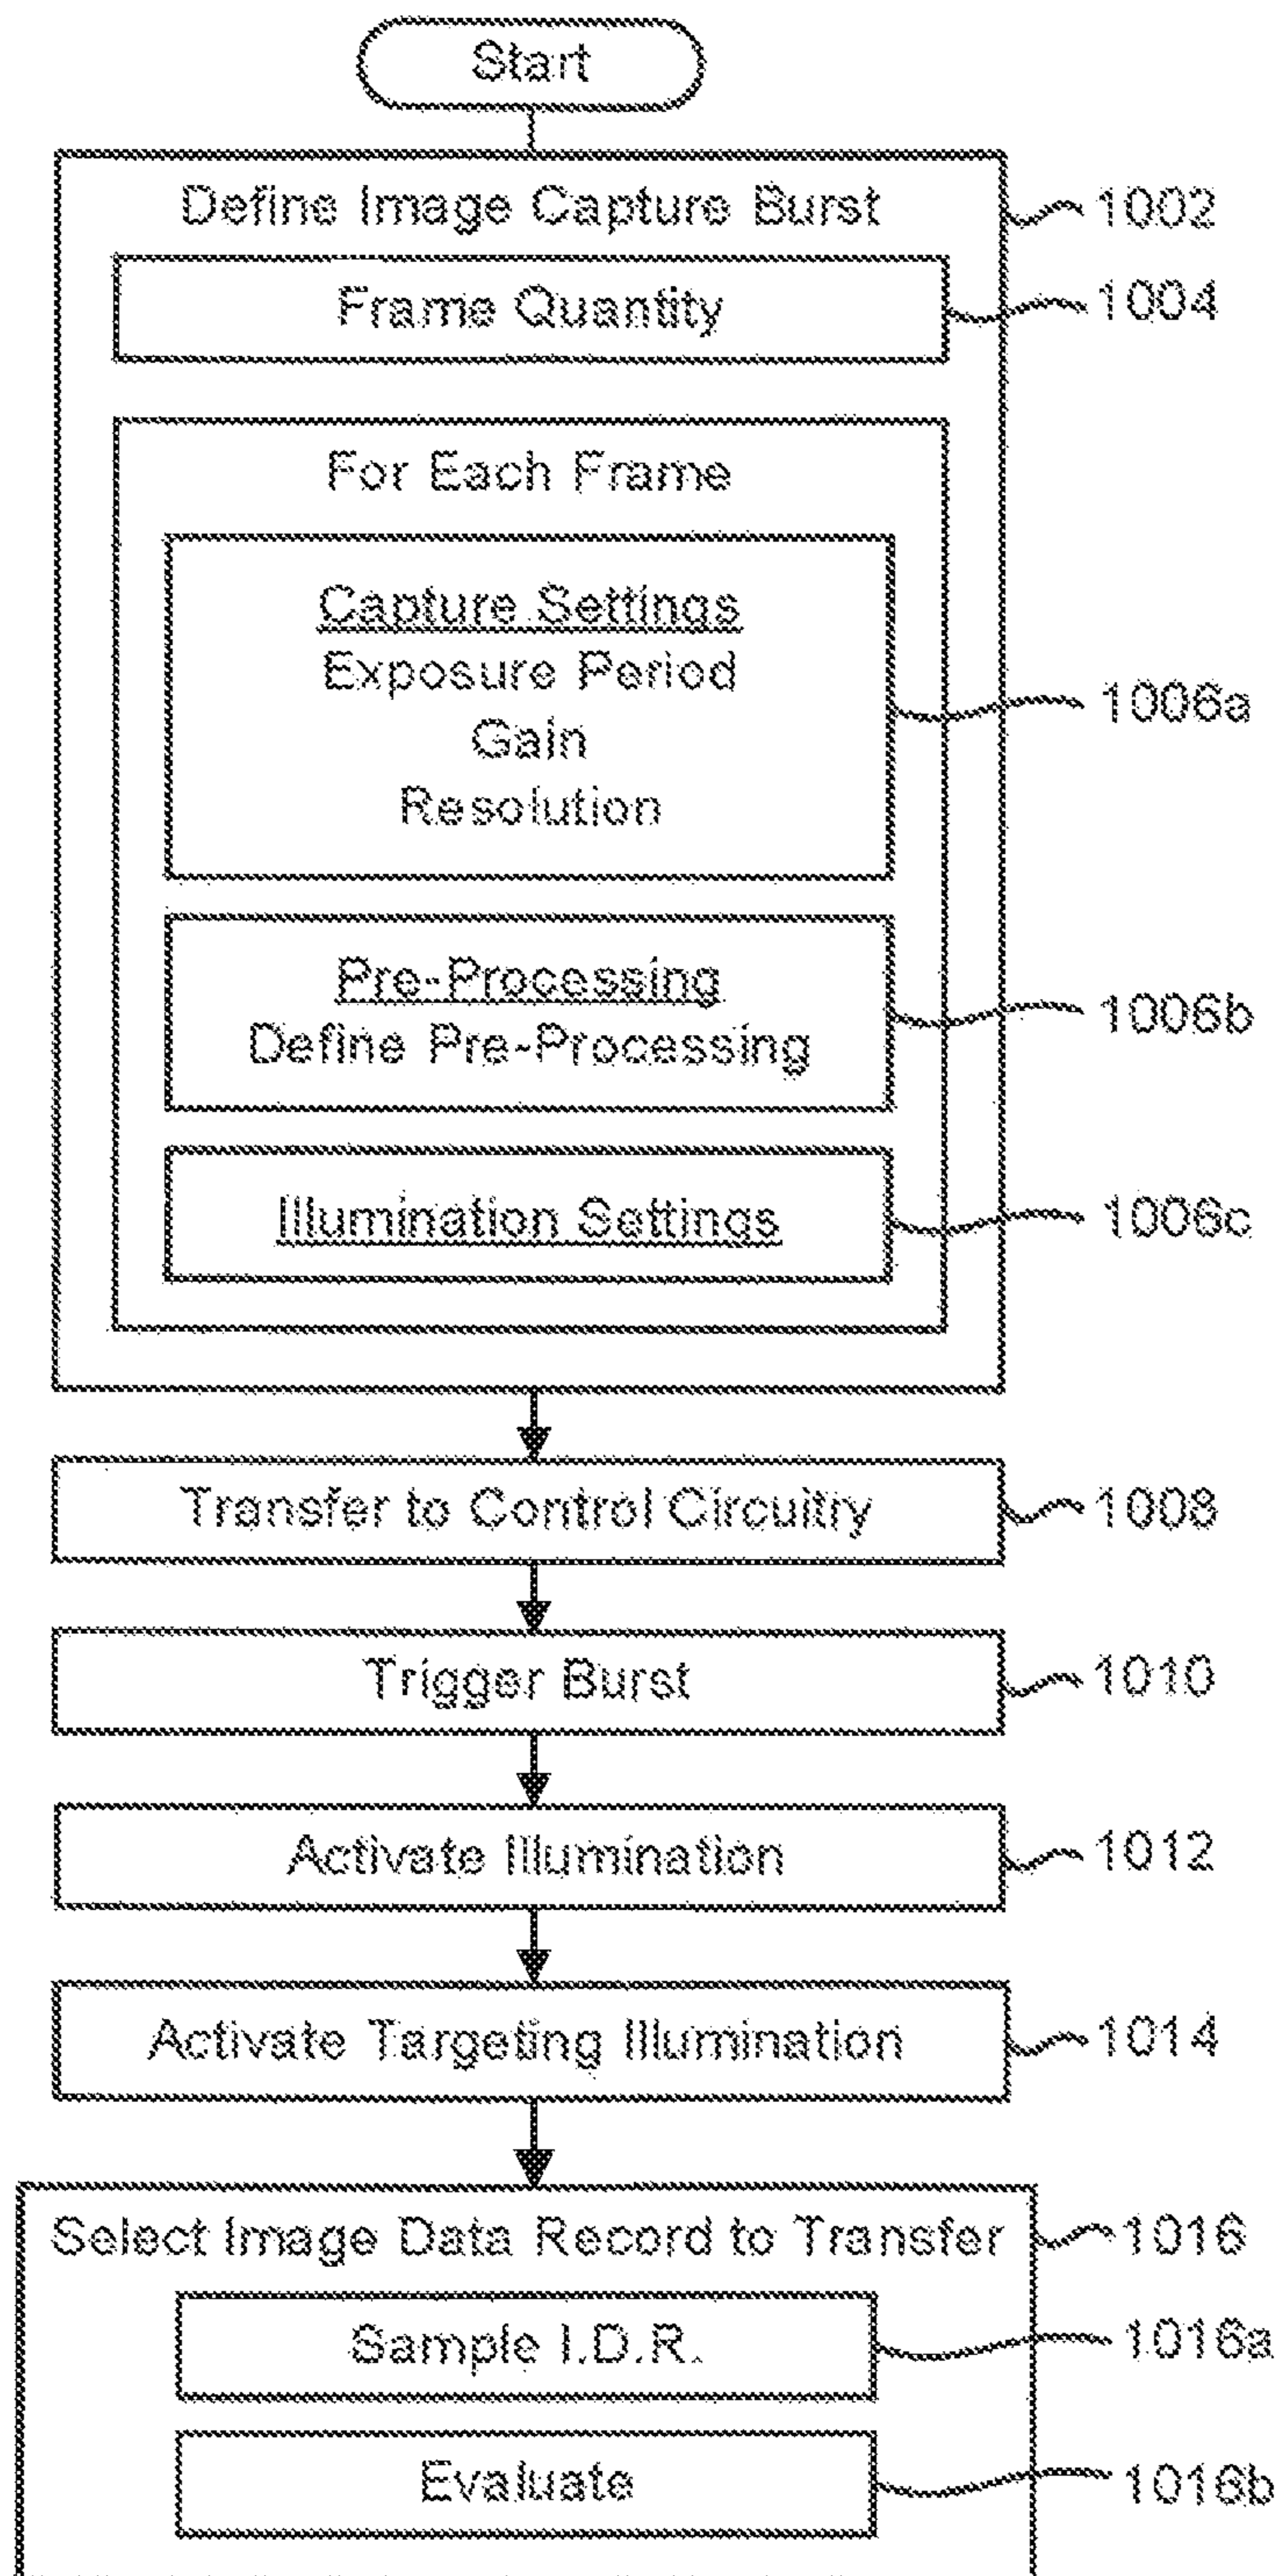 Start
Define Image Capture Burst
1002
Frame Quantity
1004
For Each Frame
Capture Settings
Exposure Period
Gain
Resolution
1006a
Pre-Processing
Define Pre-Processing
1006b
Illumination Settings
1006c
Transfer to Control Circuitry
1008
Trigger Burst
1010
Activate Illumination
1012
Activate Targeting Illumination
1014
Select Image Data Record to Transfer
1016
Sample I.D.R.
1016a
Evaluate
1016b